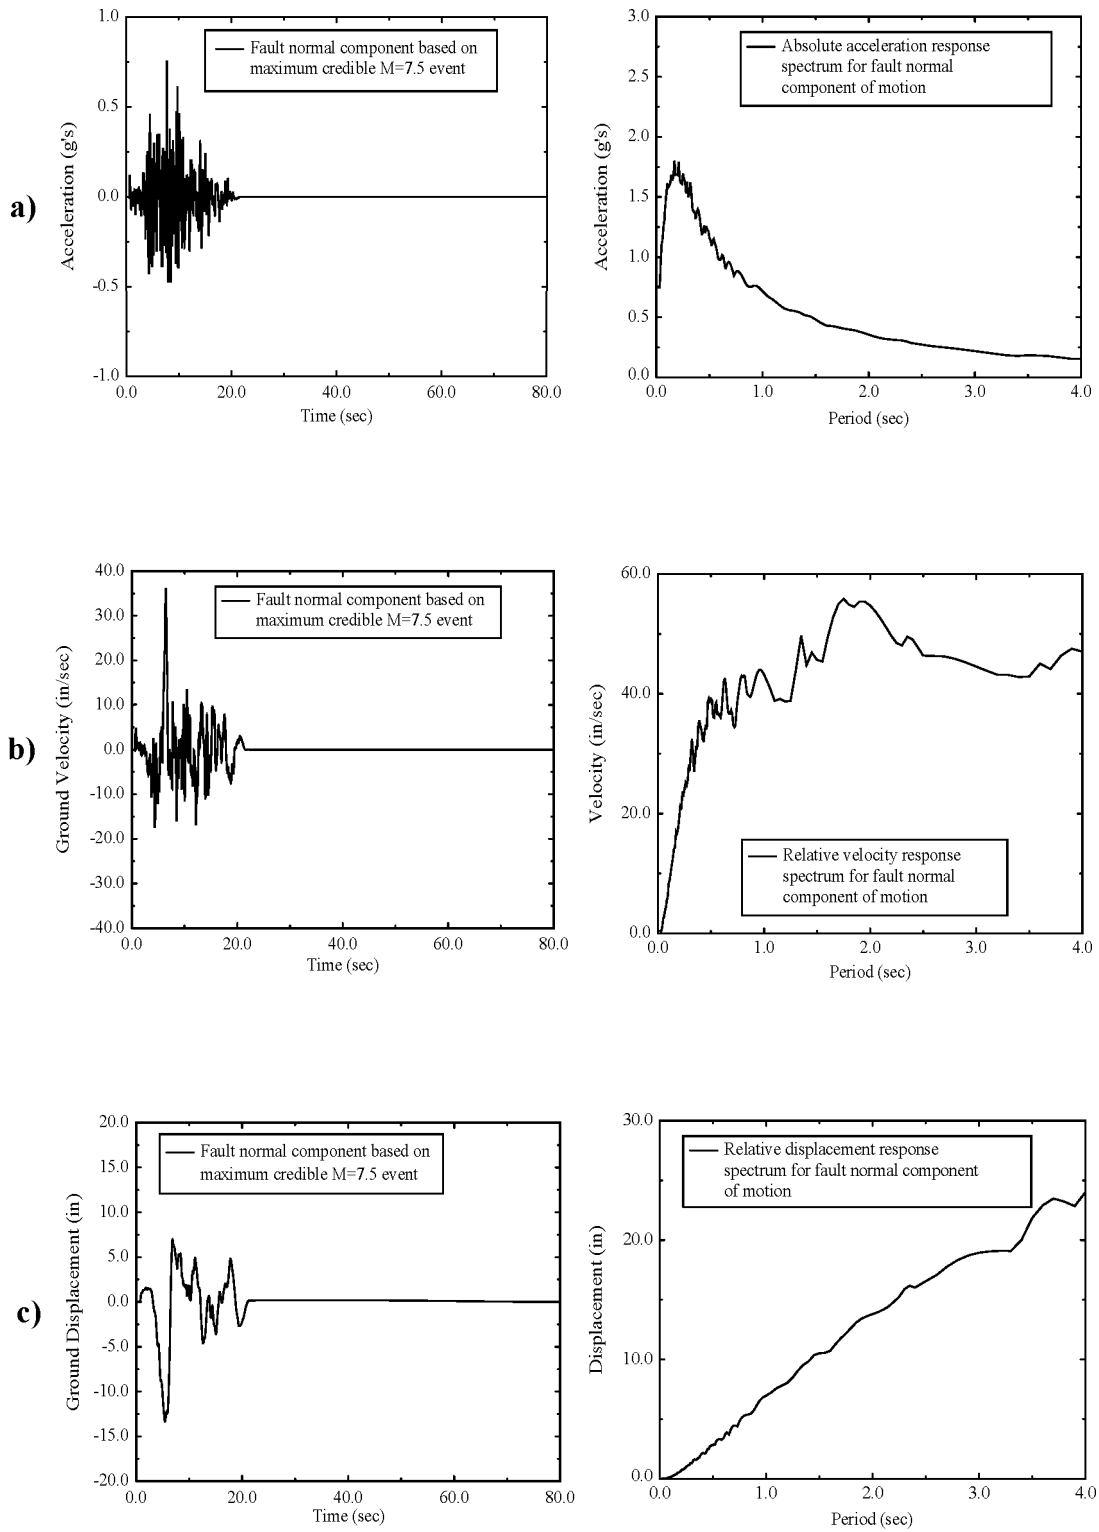 a)
1.0
0.5
0.0
-0.5
-1.0
Acceleration (g's)
Fault normal component based on
maximum credible M=7.5 event
0.0 20.0 40.0 60.0 80.0
Time (sec)
3.0
2.5
2.0
1.5
1.0
0.5
0.0
Acceleration (g's)
Absolute acceleration response
spectrum for fault normal
component of motion
0.0 1.0 2.0 3.0 4.0
Period (sec)
b)
40.0
30.0
20.0
10.0
0.0
-10.0
-20.0
-30.0
-40.0
Ground Velocity (in/sec)
Fault normal component based on
maximum credible M=7.5 event
0.0 20.0 40.0 60.0 80.0
Time (sec)
60.0
40.0
20.0
0.0
Velocity (in/sec)
Relative velocity response
spectrum for fault normal
component of motion
0.0 1.0 2.0 3.0 4.0
Period (sec)
c)
20.0
15.0
10.0
5.0
0.0
-5.0
-10.0
-15.0
-20.0
Ground Displacement (in)
Fault normal component based on
maximum credible M=7.5 event
0.0 20.0 40.0 60.0 80.0
Time (sec)
30.0
20.0
10.0
0.0
Displacement (in)
Relative displacement response
spectrum for fault normal component
of motion
0.0 1.0 2.0 3.0 4.0
Period (sec)